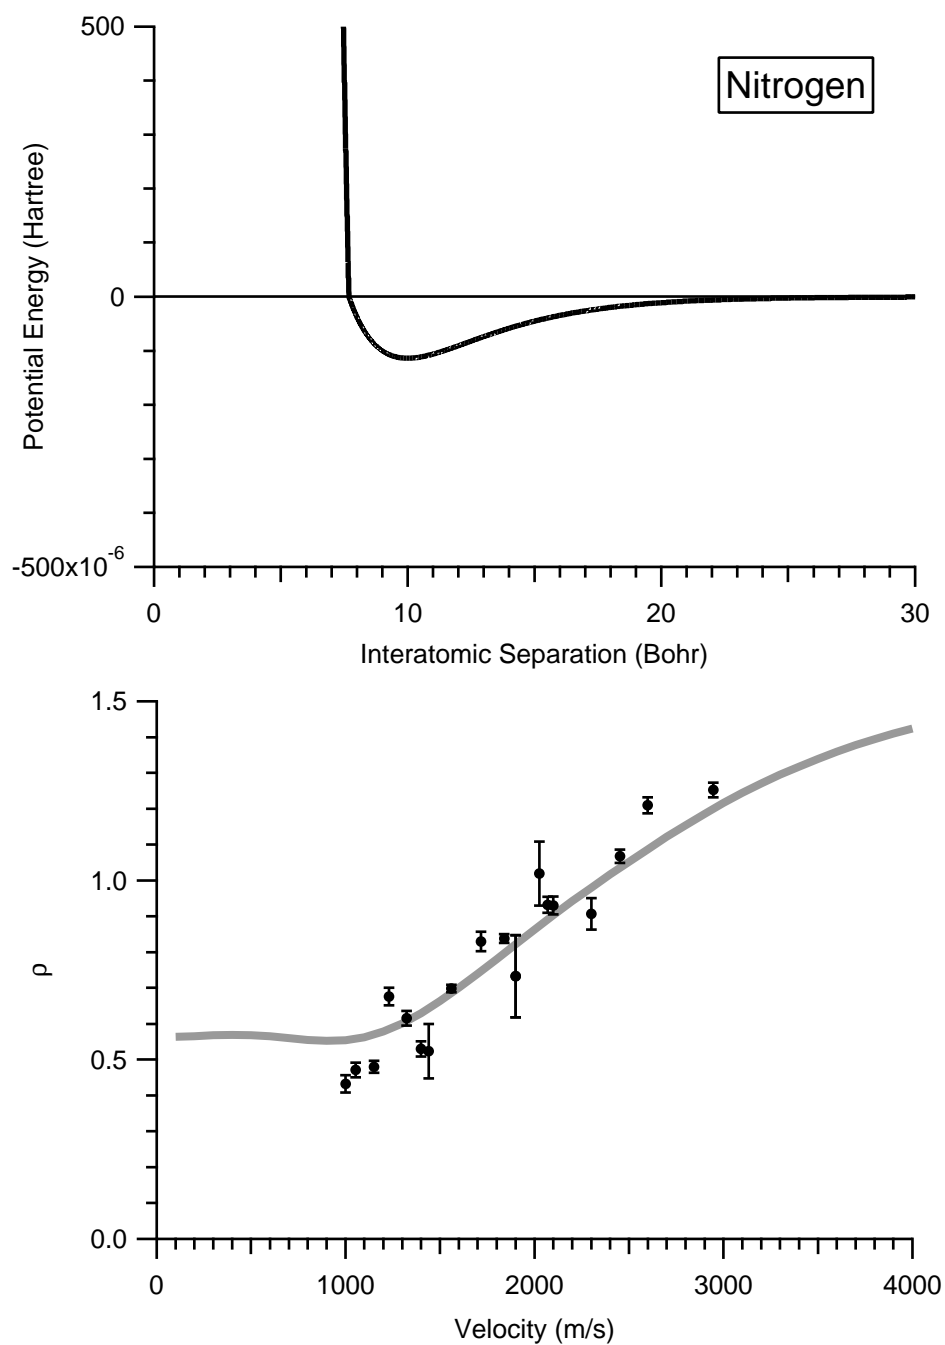 500
Nitrogen
Potential Energy (Hartree)
0
-500x10⁻⁶
0 10 20 30
Interatomic Separation (Bohr)
1.5
1.0
ρ
0.5
0.0
0 1000 2000 3000 4000
Velocity (m/s)